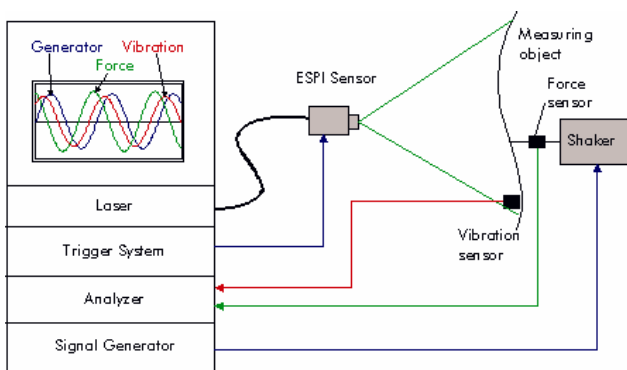 Generator
Vibration
Force
Laser
Trigger System
Analyzer
Signal Generator
ESPI Sensor
Measuring
object
Force
sensor
Shaker
Vibration
sensor